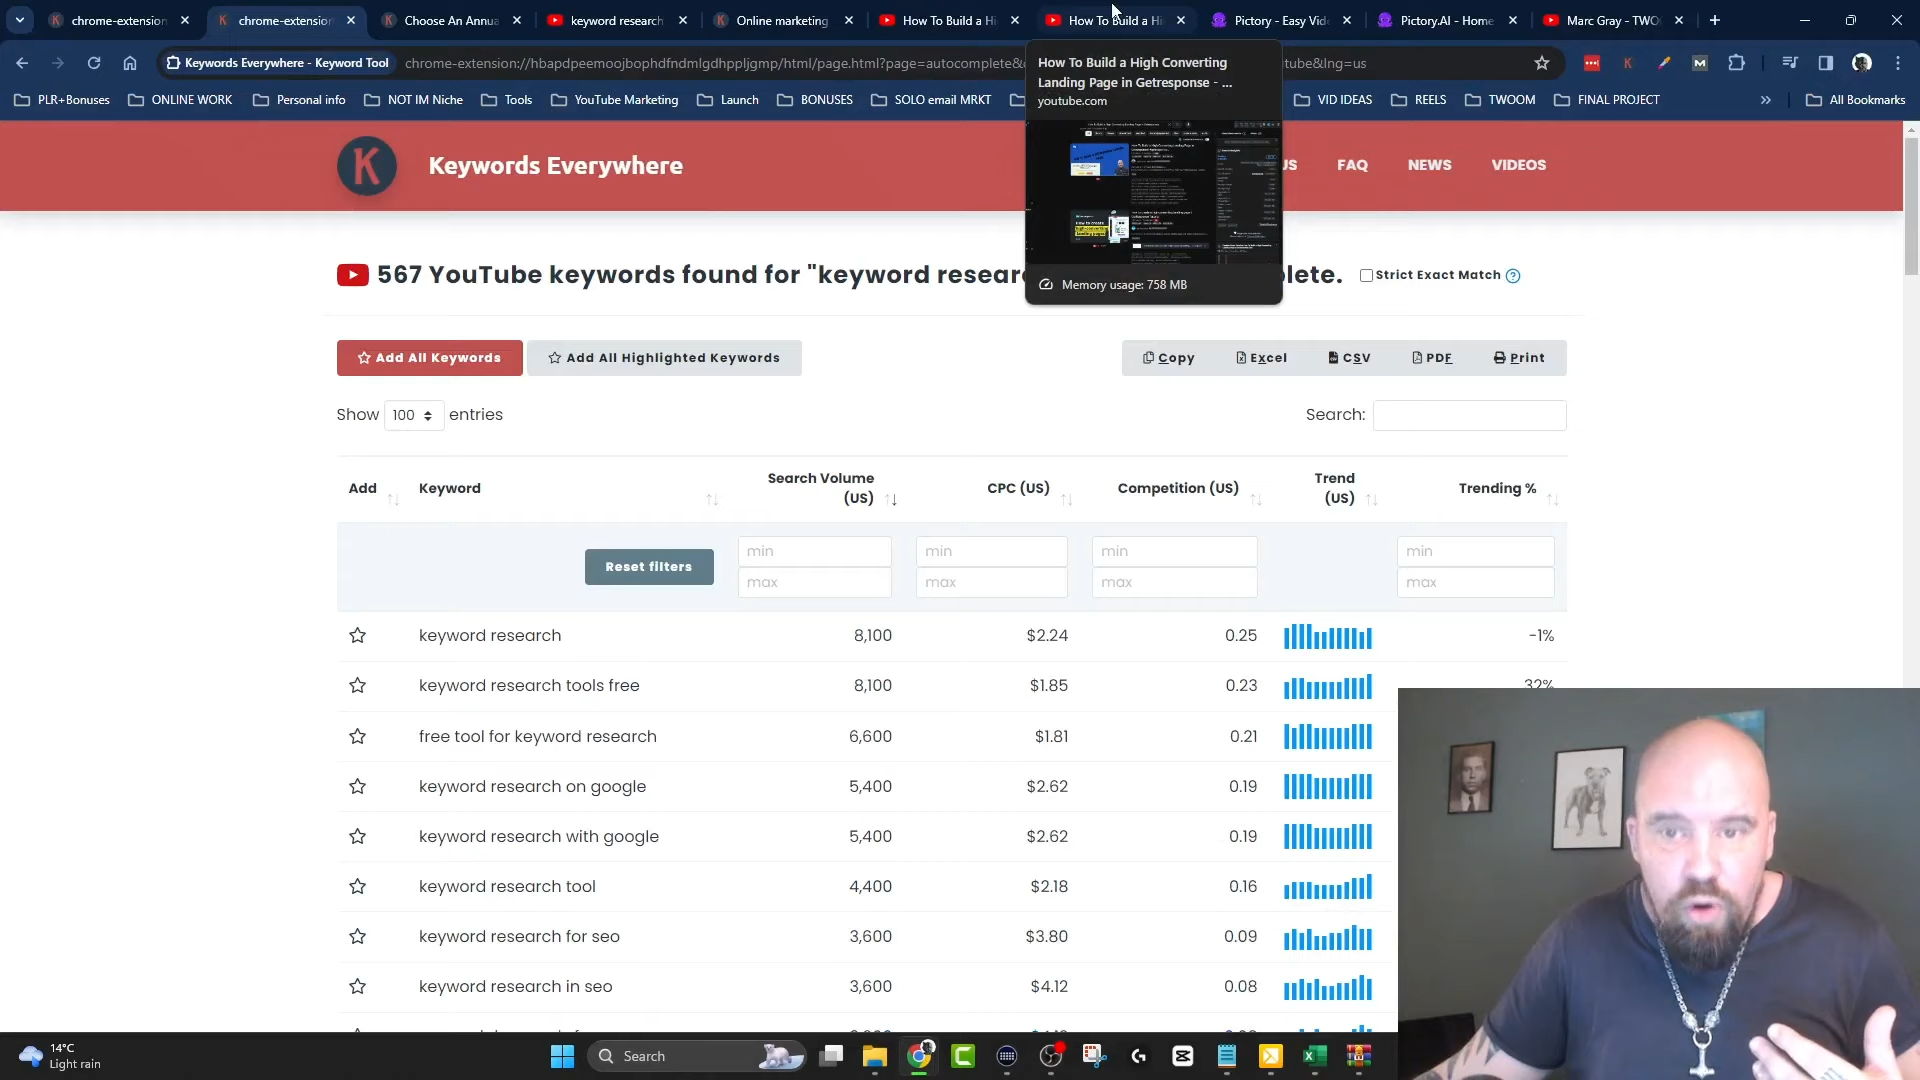 chrome-extension
chrome-extension
Choose An Annua
keyword research
Online marketing
How To Build a Hi
How To Build a Hi
Pictory - Easy Vid
Pictory.AI - Home
Marc Gray - TWO
Keywords Everywhere - Keyword Tool
chrome-extension://hbapdpeemoojbophdfndmlgdhppljgmp/html/page.html?page=autocomplete&
tube&lng=us
PLR+Bonuses
ONLINE WORK
Personal info
NOT IM Niche
Tools
YouTube Marketing
Launch
BONUSES
SOLO email MRKT
VID IDEAS
REELS
TWOOM
FINAL PROJECT
All Bookmarks
How To Build a High Converting
Landing Page in Getresponse - ...
youtube.com
Memory usage: 758 MB
K
Keywords Everywhere
US
FAQ
NEWS
VIDEOS
567 YouTube keywords found for "keyword resear
lete.
Strict Exact Match
Add All Keywords
Add All Highlighted Keywords
Copy
Excel
CSV
PDF
Print
Show 100 entries
Search:
Add
Keyword
Search Volume
(US)
CPC (US)
Competition (US)
Trend
(US)
Trending %
Reset filters
min
min
min
min
max
max
max
max
keyword research 8,100 $2.24 0.25 -1%
keyword research tools free 8,100 $1.85 0.23 32%
free tool for keyword research 6,600 $1.81 0.21
keyword research on google 5,400 $2.62 0.19
keyword research with google 5,400 $2.62 0.19
keyword research tool 4,400 $2.18 0.16
keyword research for seo 3,600 $3.80 0.09
keyword research in seo 3,600 $4.12 0.08
14°C
Light rain
Search